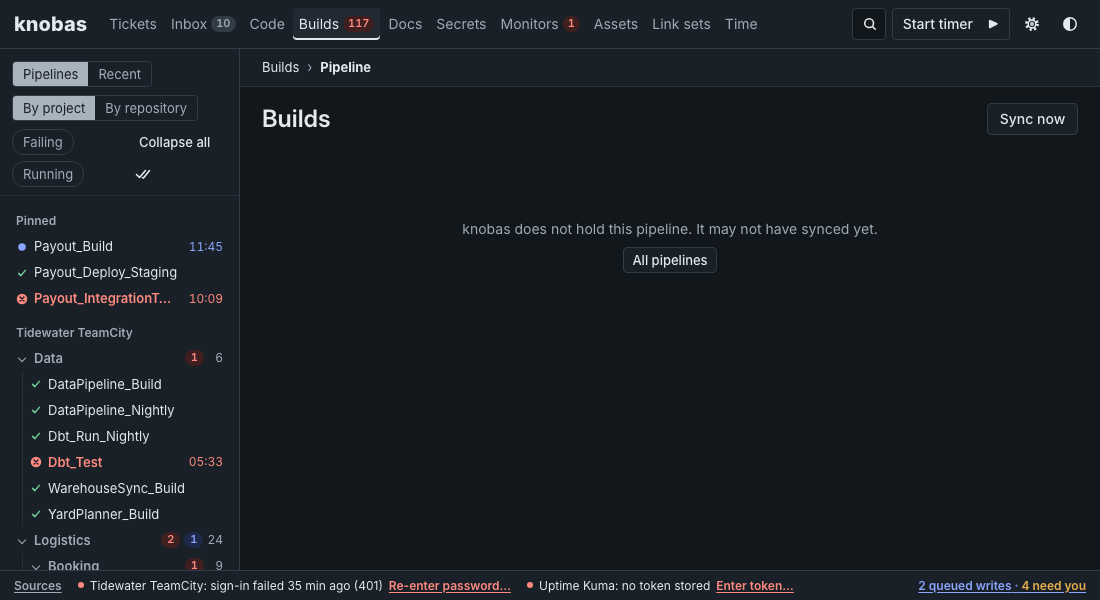 knobas Tickets Inbox 10 Code Builds 117 Docs Secrets Monitors 1 Assets Link sets Time Start timer
Pipelines Recent
By project By repository
Failing Collapse all
Running
Pinned
Payout_Build 11:45
Payout_Deploy_Staging
Payout_IntegrationT... 10:09
Tidewater TeamCity
Data 1 6
DataPipeline_Build
DataPipeline_Nightly
Dbt_Run_Nightly
Dbt_Test 05:33
WarehouseSync_Build
YardPlanner_Build
Logistics 2 1 24
Booking 1 9
Builds › Pipeline
Builds Sync now
knobas does not hold this pipeline. It may not have synced yet.
All pipelines
Sources Tidewater TeamCity: sign-in failed 35 min ago (401) Re-enter password... Uptime Kuma: no token stored Enter token... 2 queued writes · 4 need you